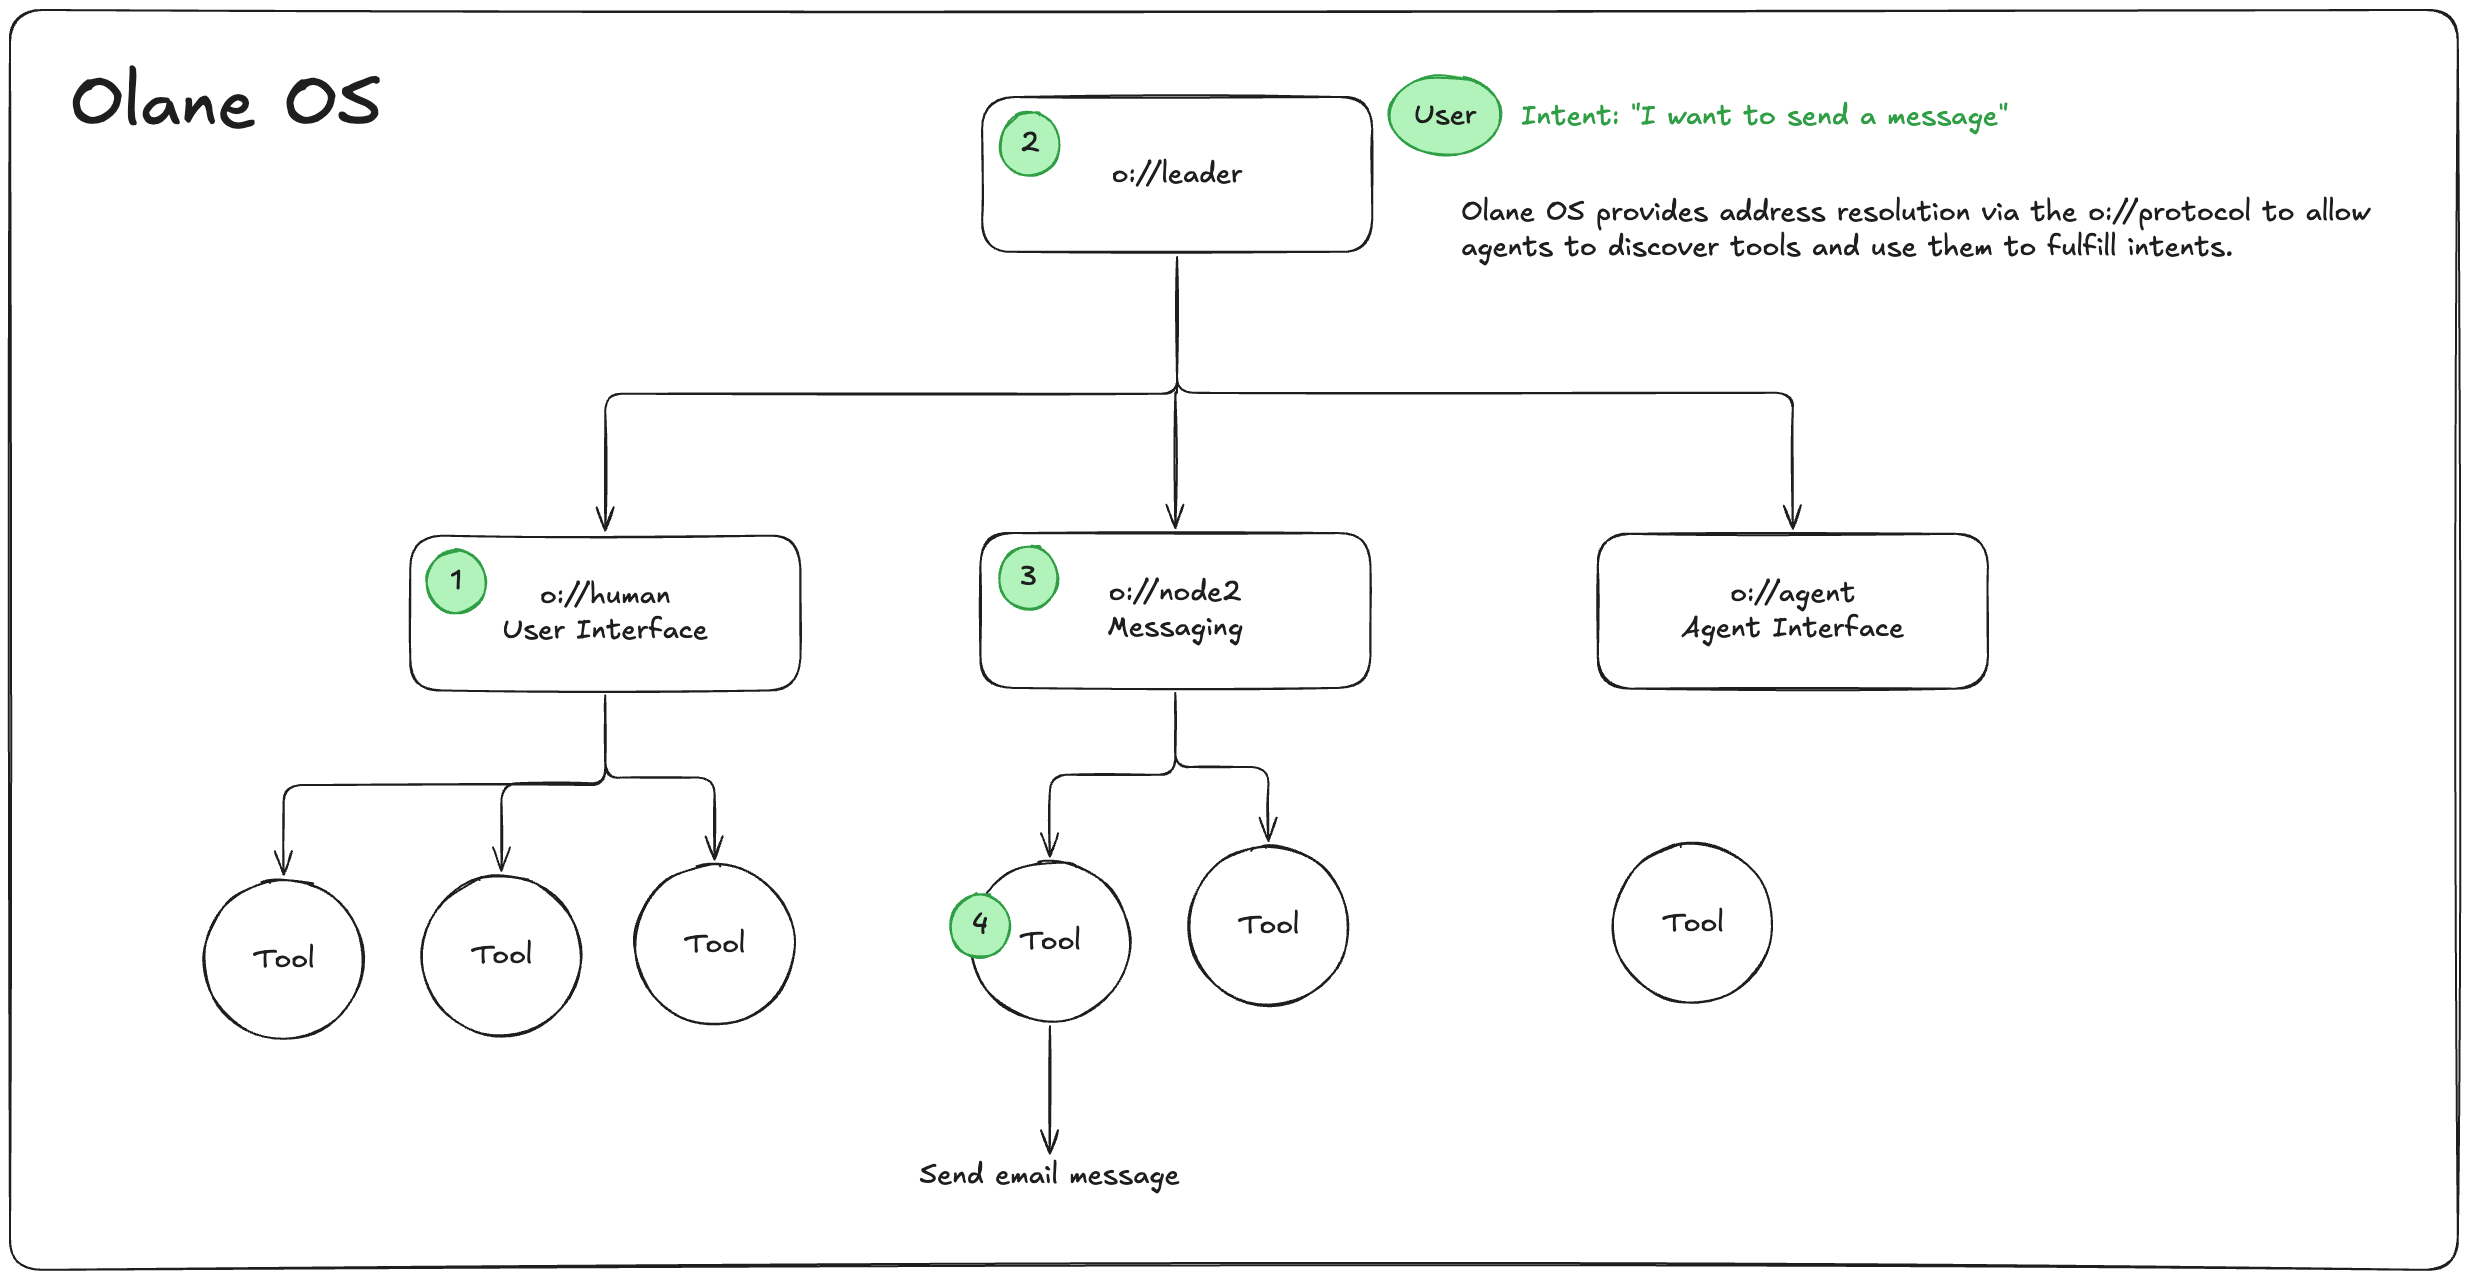 Olane OS
User
Intent: "I want to send a message"
2
o://leader
Olane OS provides address resolution via the o://protocol to allow
agents to discover tools and use them to fulfill intents.
1
o://human
User Interface
3
o://node2
Messaging
o://agent
Agent Interface
Tool
Tool
Tool
4
Tool
Tool
Tool
Send email message